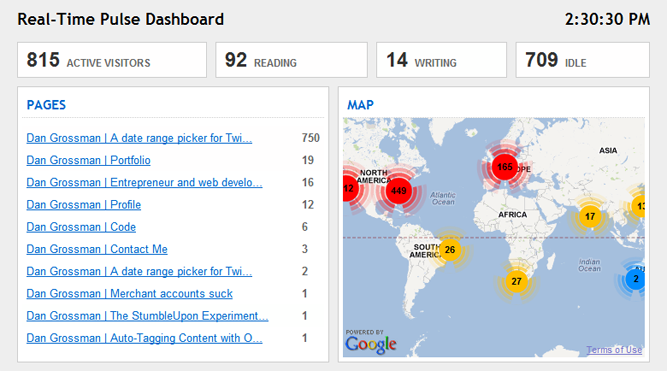 Real-Time Pulse Dashboard 2:30:30 PM
815 ACTIVE VISITORS 92 READING 14 WRITING 709 IDLE
PAGES
Dan Grossman | A date range picker for Twi... 750
Dan Grossman | Portfolio 19
Dan Grossman | Entrepreneur and web develo... 16
Dan Grossman | Profile 12
Dan Grossman | Code 6
Dan Grossman | Contact Me 3
Dan Grossman | A date range picker for Twi... 2
Dan Grossman | Merchant accounts suck 1
Dan Grossman | The StumbleUpon Experiment... 1
Dan Grossman | Auto-Tagging Content with O... 1
MAP
ASIA
165 OPE
NORTH
AMERICA
12 449
Atlantic
Ocean
AFRICA
17
13
SOUTH
AMERIC
26
Indian
Ocean
27
2
POWERED BY
Google
Terms of Use